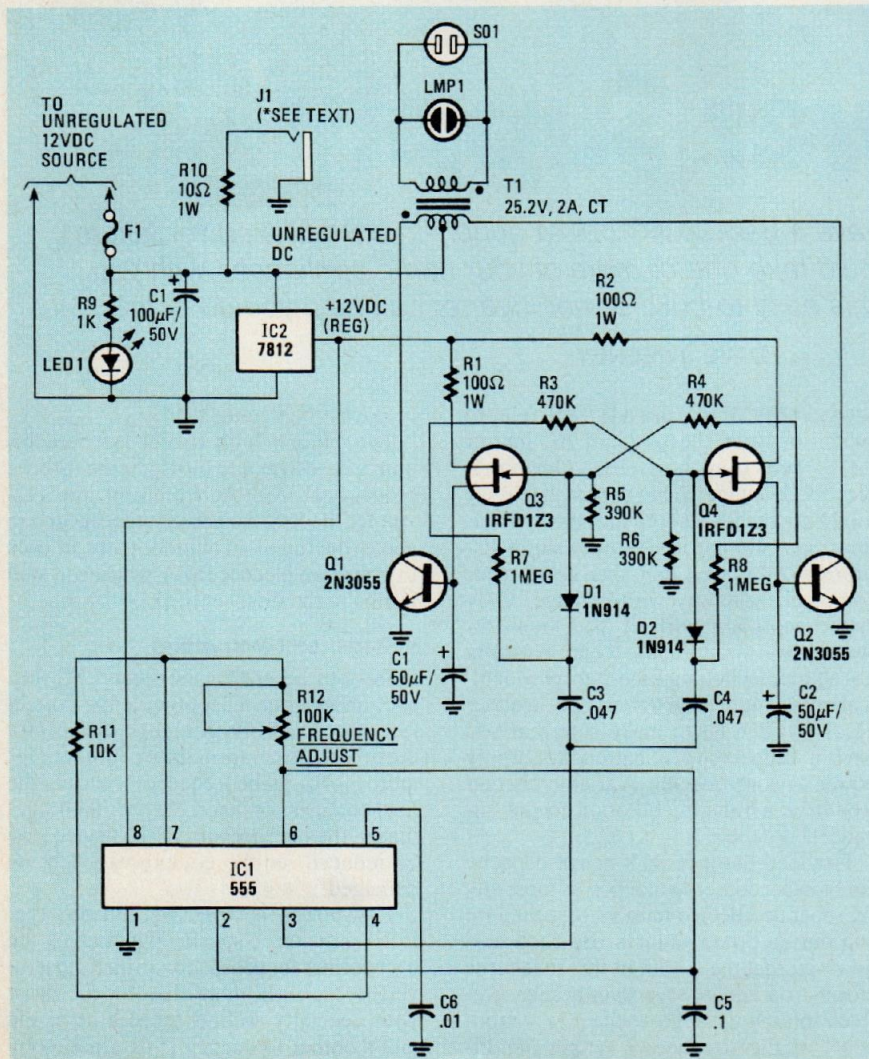 SO1
LMP1
TO
UNREGULATED
12VDC
SOURCE
J1
(*SEE TEXT)
R10
10Ω
1W
T1
25.2V, 2A, CT
F1
UNREGULATED
DC
R9
1K
LED1
C1
100µF/
50V
+12VDC
(REG)
IC2
7812
R2
100Ω
1W
R1
100Ω
1W
R3
470K
R4
470K
Q3
IRFD1Z3
R5
390K
R6
390K
Q4
IRFD1Z3
Q1
2N3055
R7
1MEG
D1
1N914
R8
1MEG
D2
1N914
Q2
2N3055
C1
50µF/
50V
C3
.047
C4
.047
C2
50µF/
50V
R11
10K
R12
100K
FREQUENCY
ADJUST
8 7 6 5
IC1
555
1 2 3 4
C6
.01
C5
.1